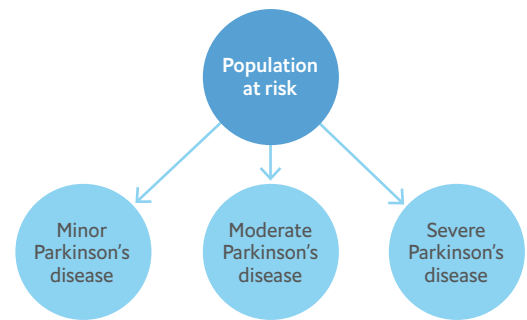 Population
at risk
Minor
Parkinson’s
disease
Moderate
Parkinson’s
disease
Severe
Parkinson’s
disease